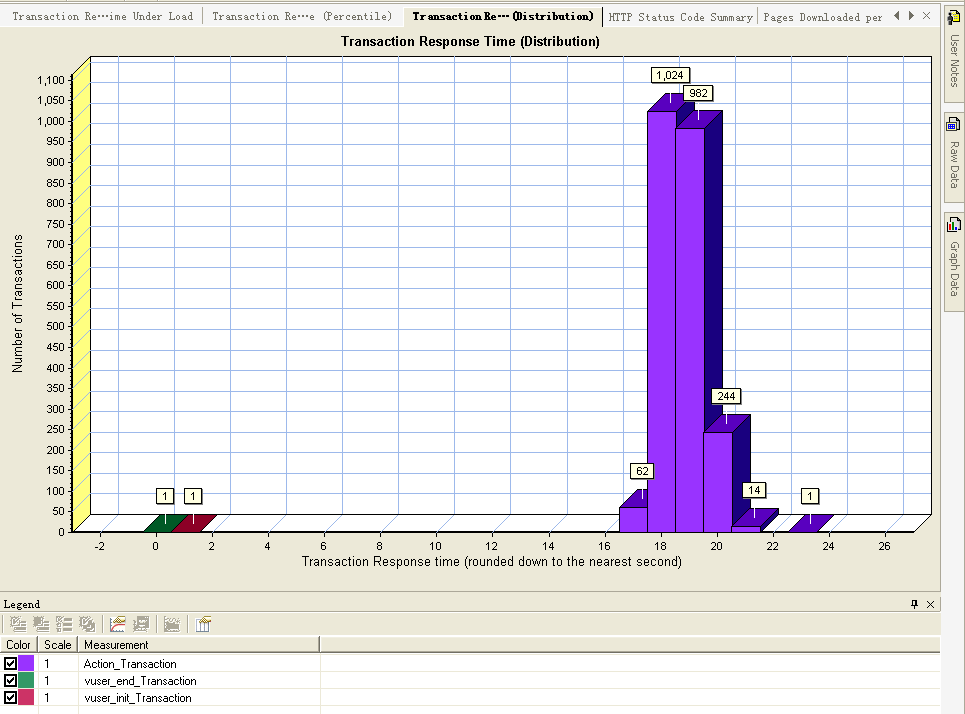 Transaction Re···ime Under Load Transaction Re···e (Percentile) Transaction Re···(Distribution) HTTP Status Code Summary Pages Downloaded per
Transaction Response Time (Distribution)
User Notes
Raw Data
Graph Data
Number of Transactions
1,100
1,050
1,000
950
900
850
800
750
700
650
600
550
500
450
400
350
300
250
200
150
100
50
0
1,024
982
244
62
14
1
1
1
-2 0 2 4 6 8 10 12 14 16 18 20 22 24 26
Transaction Response time (rounded down to the nearest second)
Legend
Color Scale Measurement
1 Action_Transaction
1 vuser_end_Transaction
1 vuser_init_Transaction